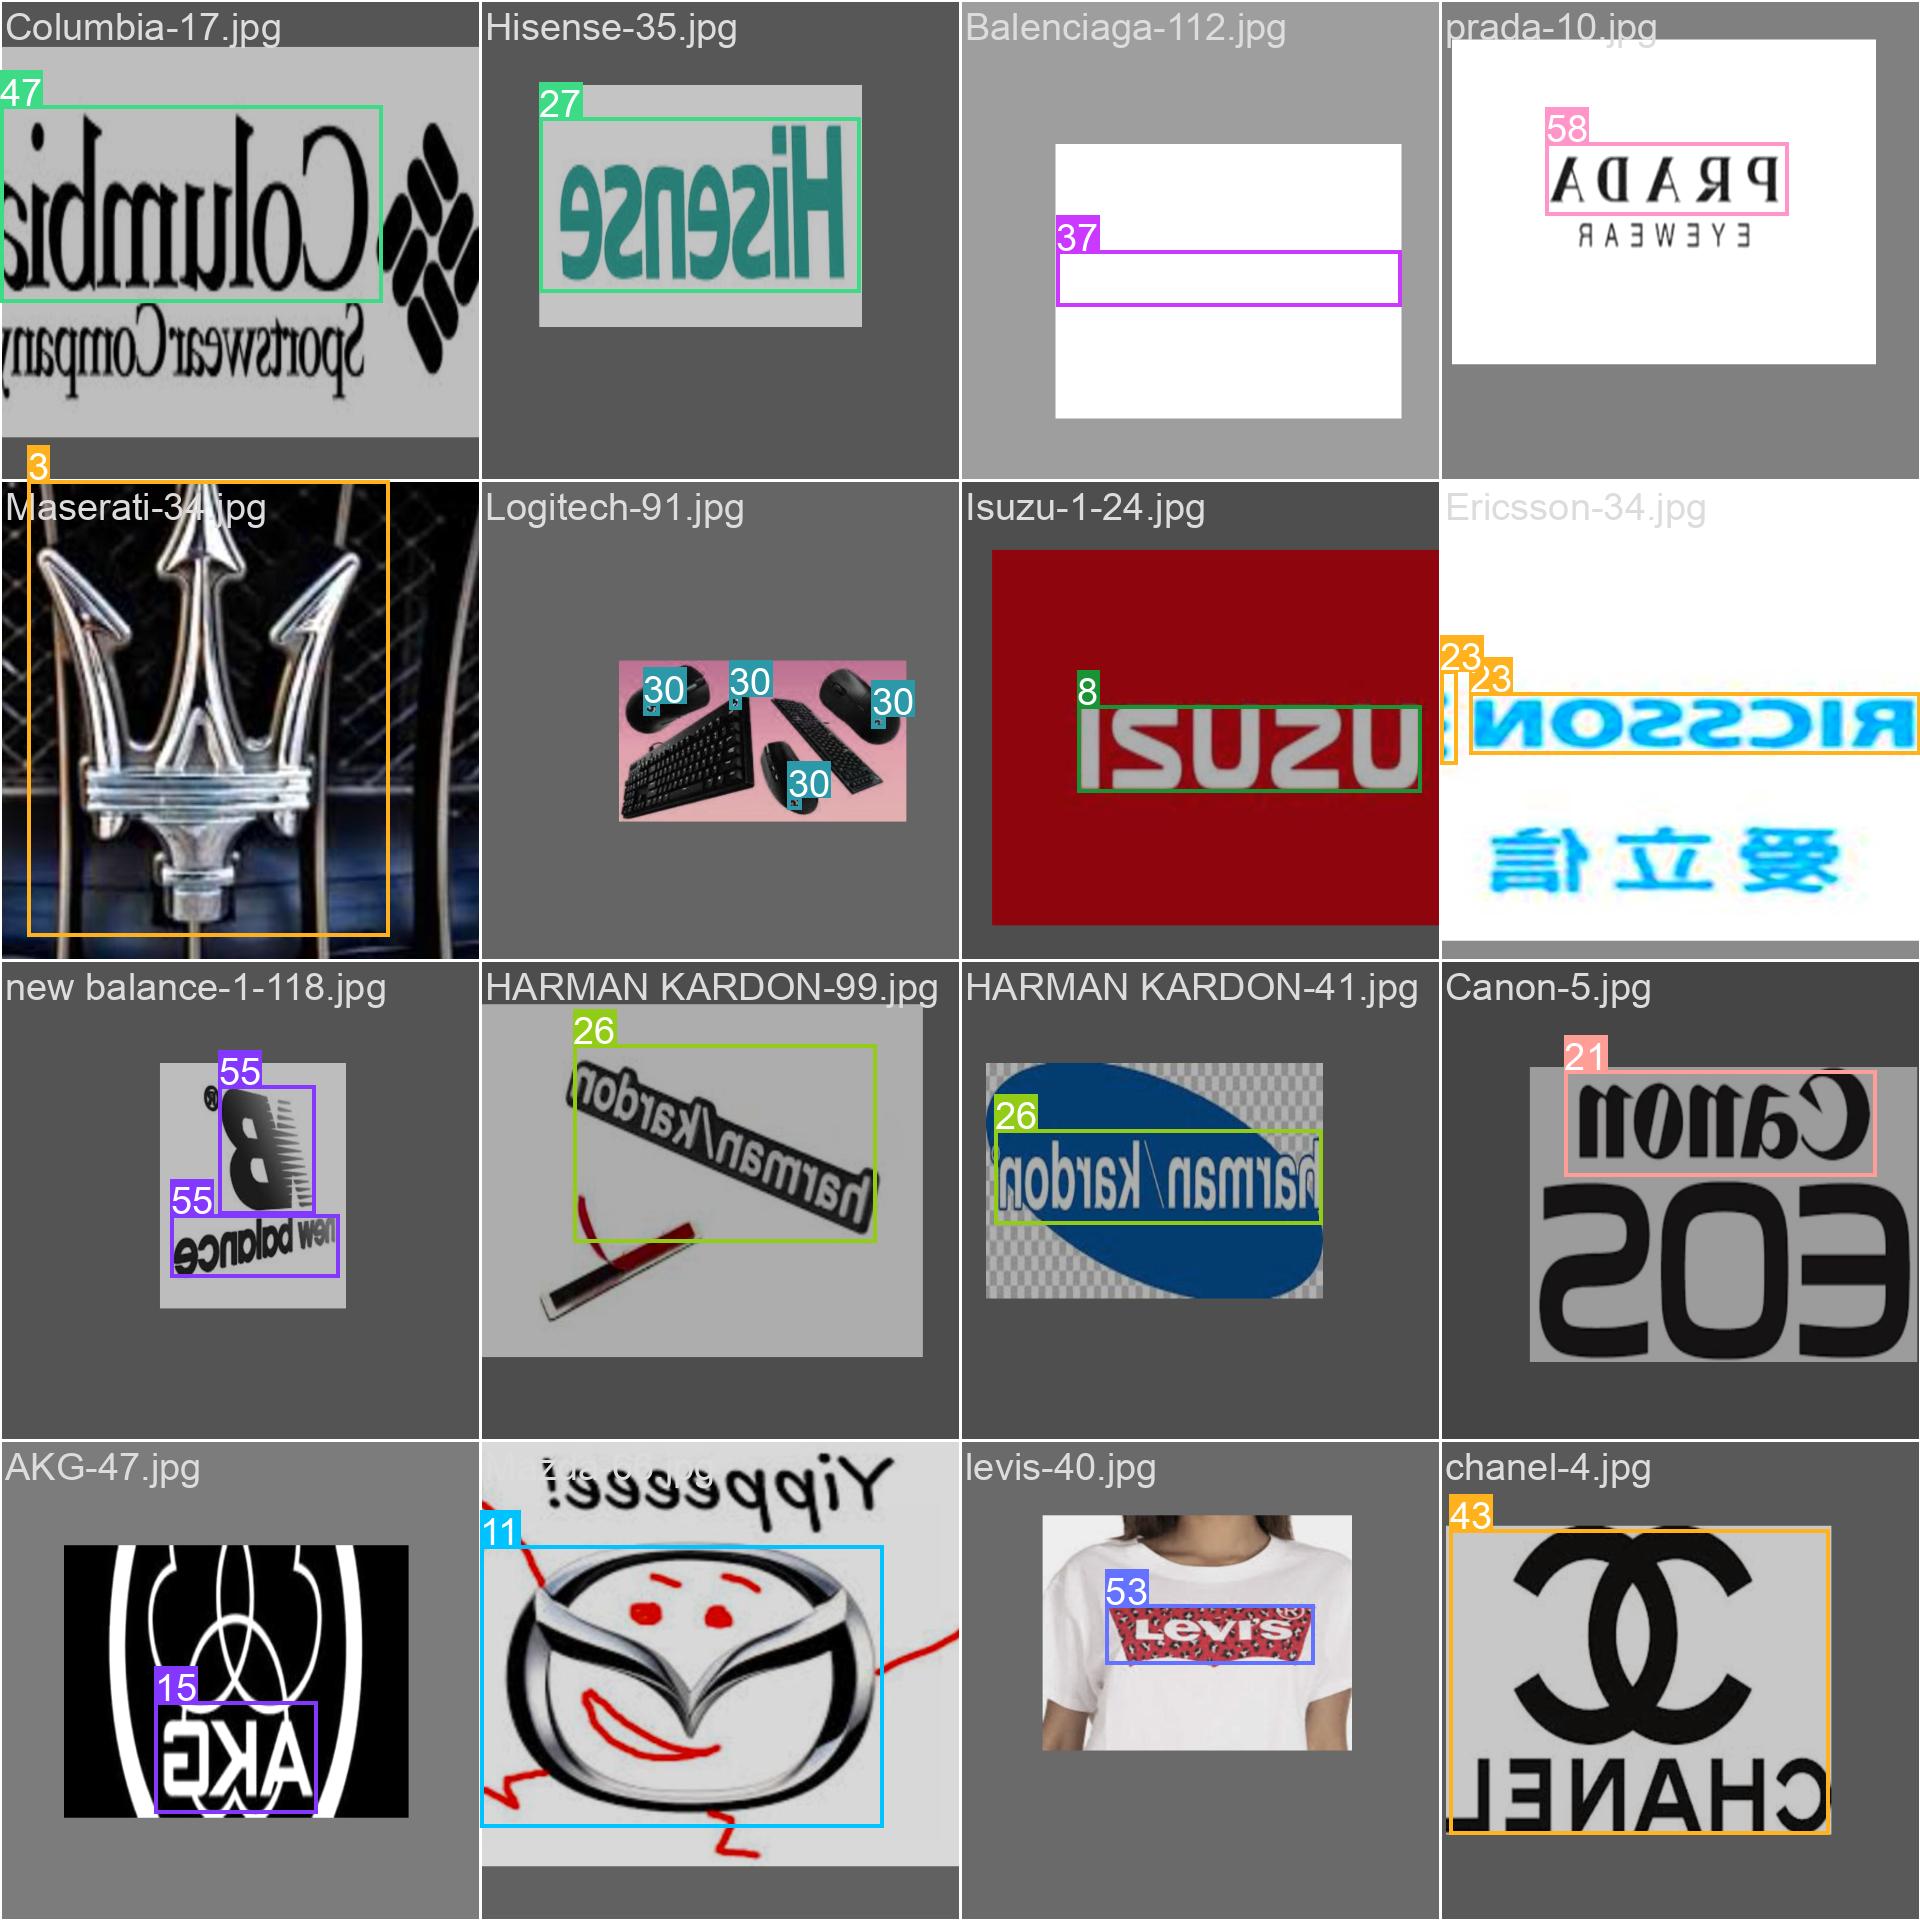 Columbia-17.jpg
47
Columbia
Sportswear Company
Hisense-35.jpg
27
Hisense
Balenciaga-112.jpg
37
prada-10.jpg
58
PRADA
EYEWEAR
Maserati-34.jpg
3
Logitech-91.jpg
30
30
30
30
Isuzu-1-24.jpg
8
ISUZU
Ericsson-34.jpg
23
23
RICSSON
爱立信
new balance-1-118.jpg
55
B
®
55
new balance
HARMAN KARDON-99.jpg
26
harman/kardon
HARMAN KARDON-41.jpg
26
harman / kardon
Canon-5.jpg
21
Canon
EOS
AKG-47.jpg
15
AKG
Mazda-66.jpg
Yippeeee!
11
levis-40.jpg
53
Levi's
®
chanel-4.jpg
43
CHANEL